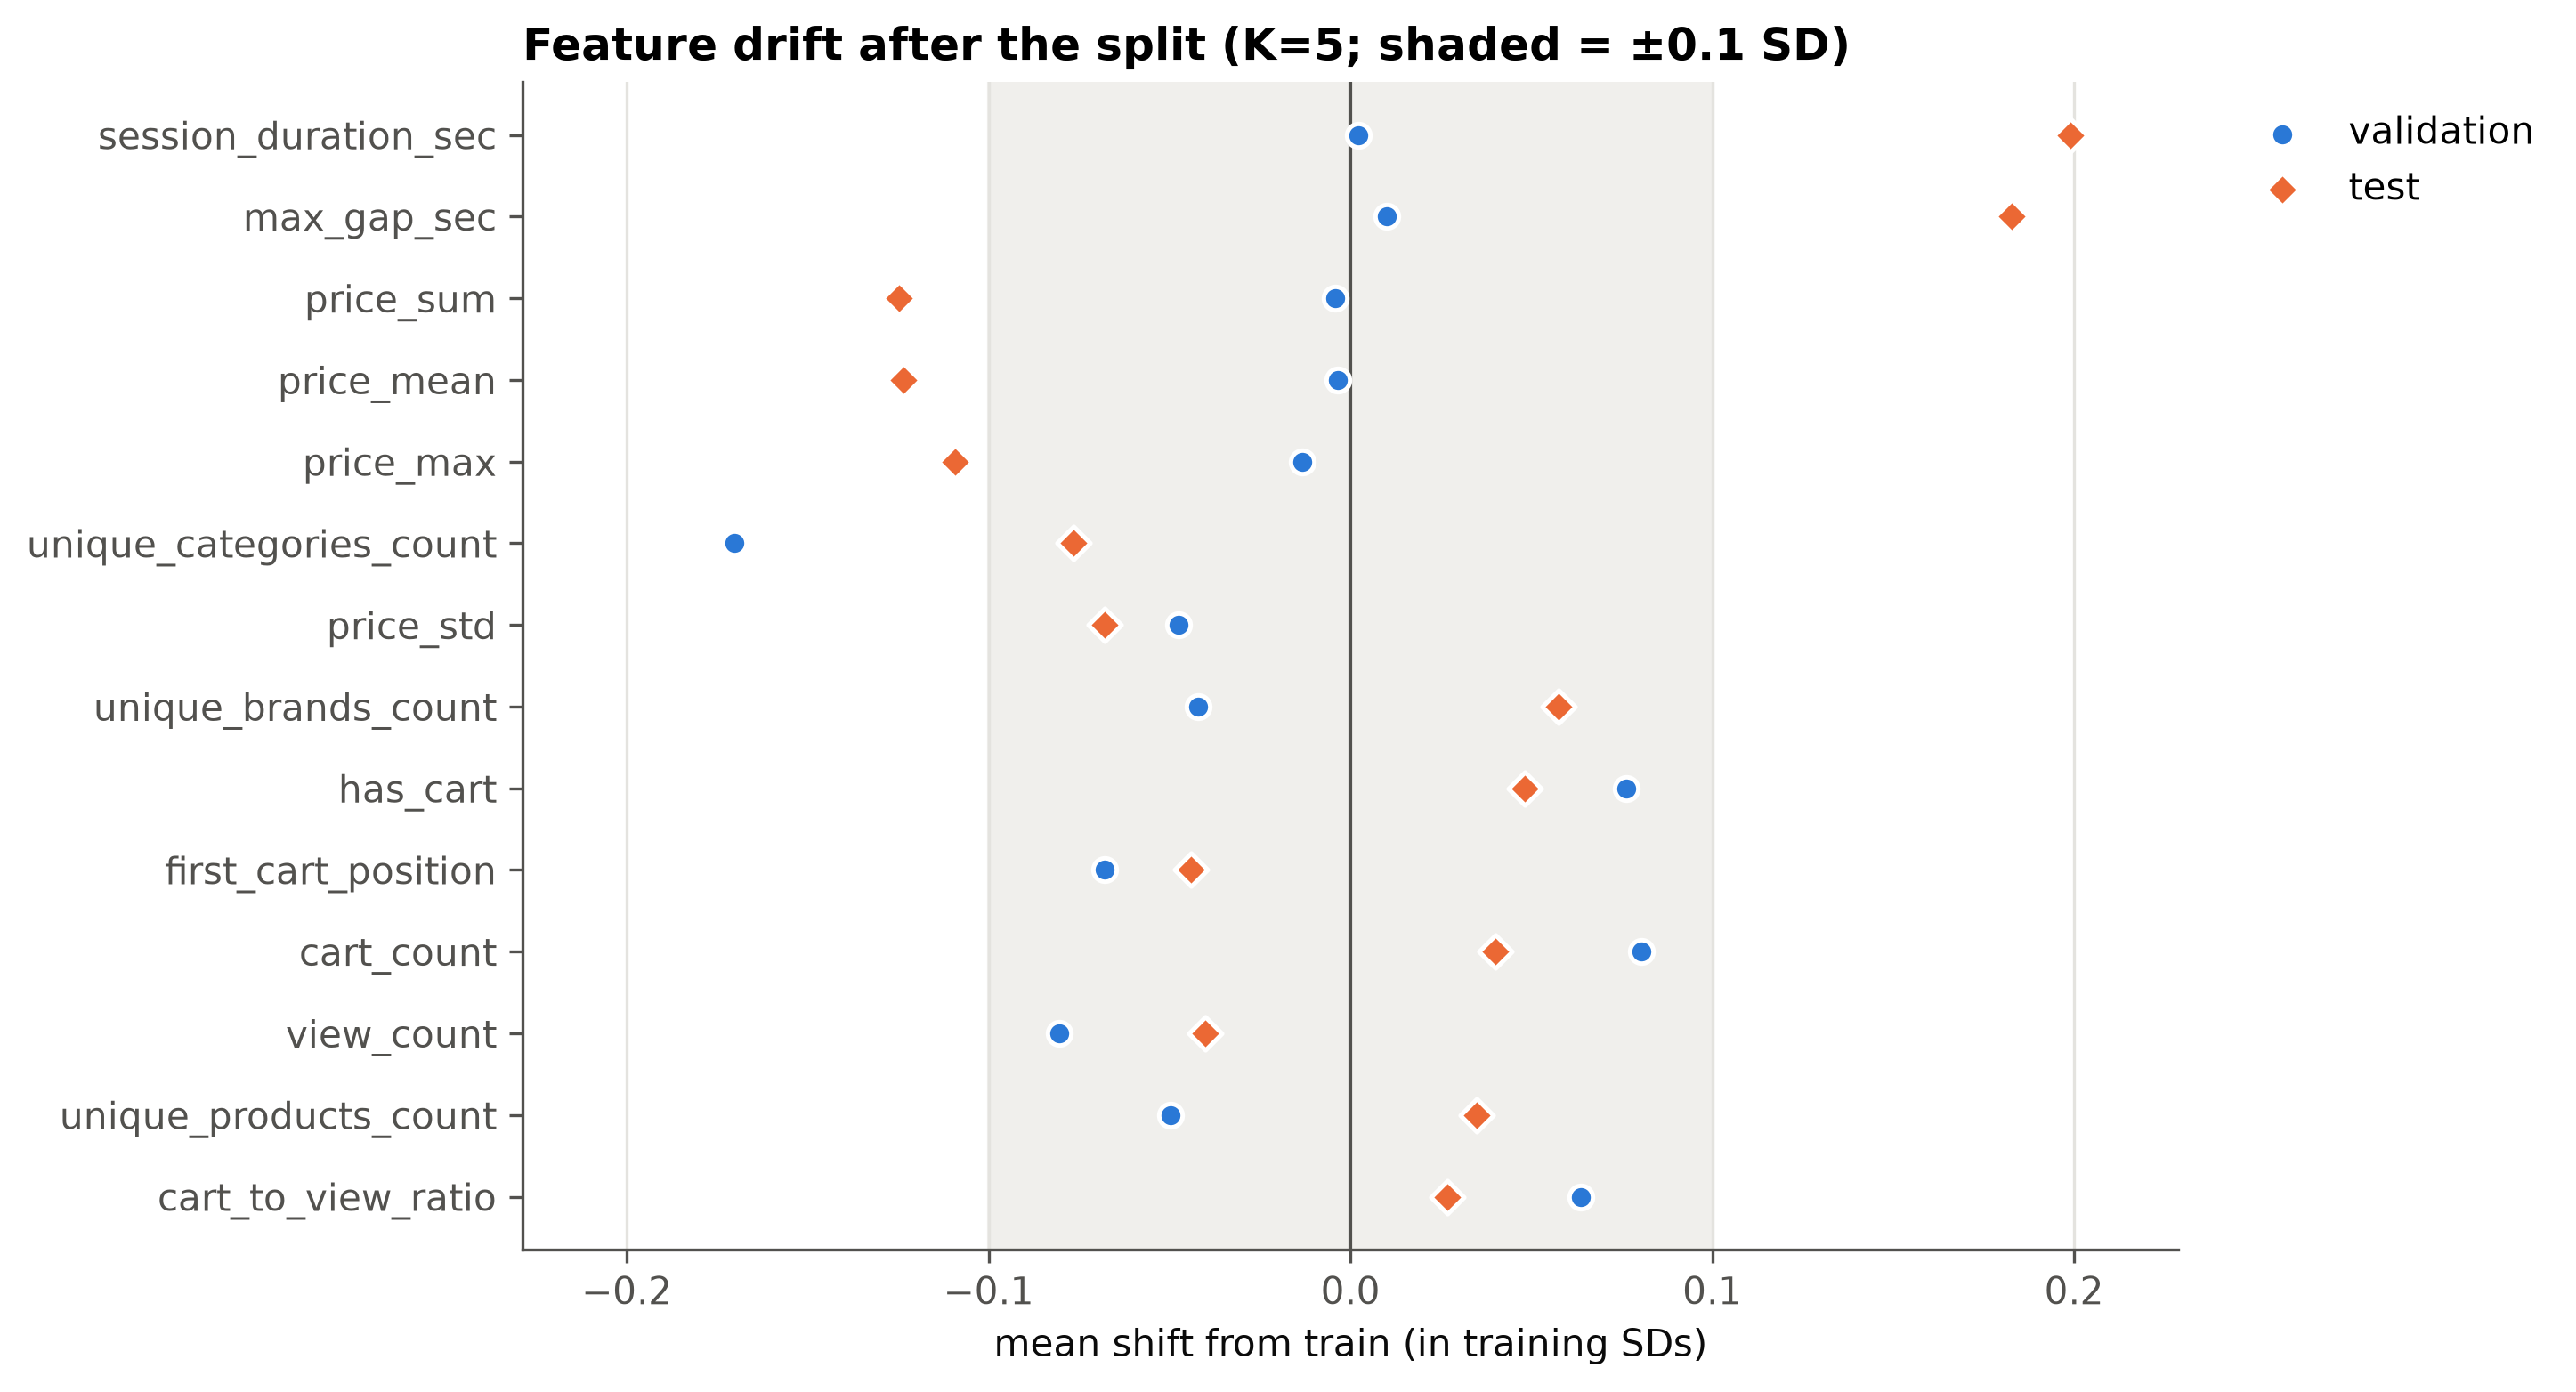 Feature drift after the split (K=5; shaded = ±0.1 SD)
session_duration_sec
max_gap_sec
price_sum
price_mean
price_max
unique_categories_count
price_std
unique_brands_count
has_cart
first_cart_position
cart_count
view_count
unique_products_count
cart_to_view_ratio
−0.2 −0.1 0.0 0.1 0.2
mean shift from train (in training SDs)
validation
test